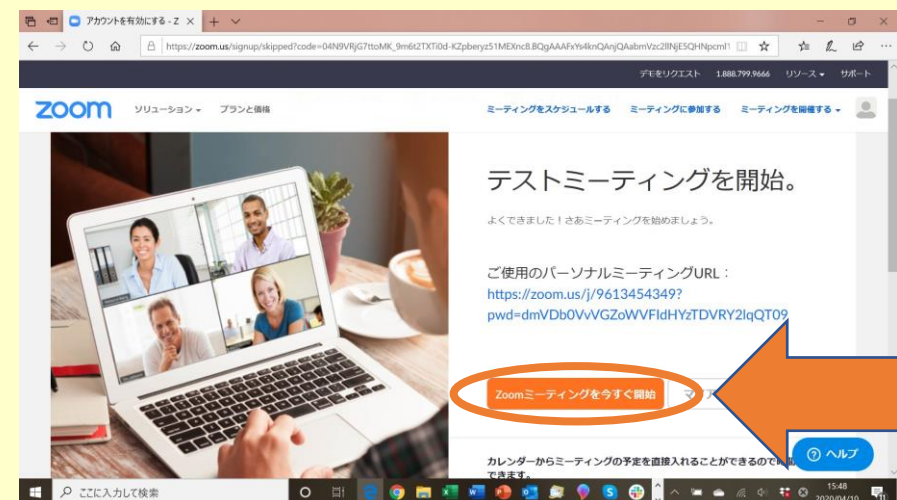 アカウントを有効にする - Z
https://zoom.us/signup/skipped?code=
デモをリクエスト 1.888.799.9666 リソース サポート
zoom ソリューション プランと価格 ミーティングをスケジュールする ミーティングに参加する ミーティングを開催する
テストミーティングを開始。
よくできました！さあミーティングを始めましょう。
ご使用のパーソナルミーティングURL：
https://zoom.us/j/9613454349?
pwd=dmVDb0VvVGZoWVFIdHYzTDVRY2lqQT09
Zoomミーティングを今すぐ開始
カレンダーからミーティングの予定を直接入れることができるので
できます。
ヘルプ
ここに入力して検索
15:48
2020/04/10